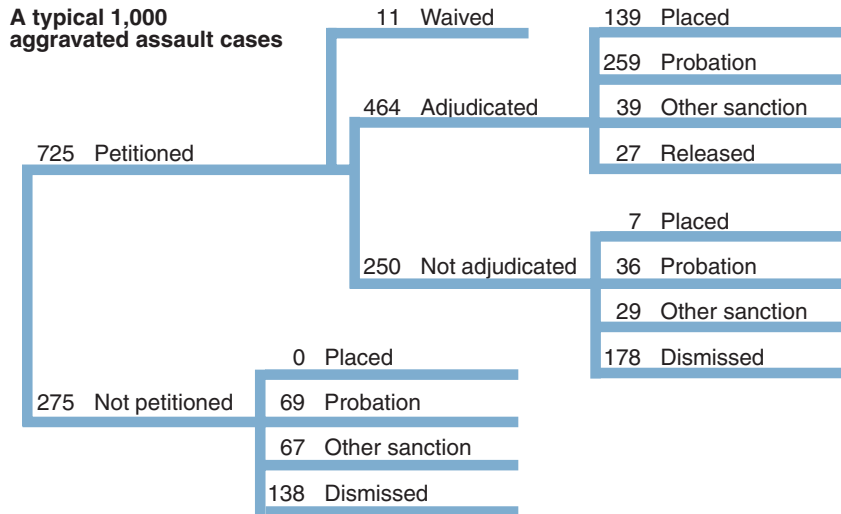 A typical 1,000
aggravated assault cases
11 Waived
139 Placed
259 Probation
464 Adjudicated
39 Other sanction
725 Petitioned
27 Released
7 Placed
250 Not adjudicated
36 Probation
29 Other sanction
0 Placed
178 Dismissed
275 Not petitioned
69 Probation
67 Other sanction
138 Dismissed